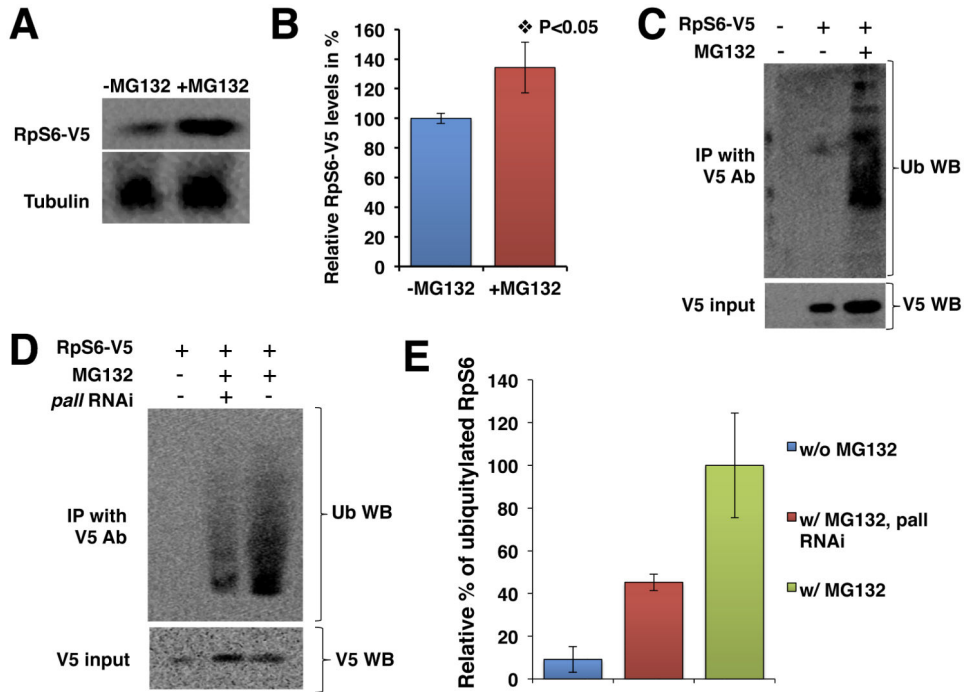 A
-MG132 +MG132
RpS6-V5
Tubulin
B
❖ P<0.05
Relative RpS6-V5 levels in %
160
140
120
100
80
60
40
20
0
-MG132 +MG132
C
RpS6-V5 - + +
MG132 - - +
IP with
V5 Ab
Ub WB
V5 input
V5 WB
D
RpS6-V5 + + +
MG132 - + +
pall RNAi - + -
IP with
V5 Ab
Ub WB
V5 input
V5 WB
E
Relative % of ubiquitylated RpS6
140
120
100
80
60
40
20
0
w/o MG132
w/ MG132, pall
RNAi
w/ MG132